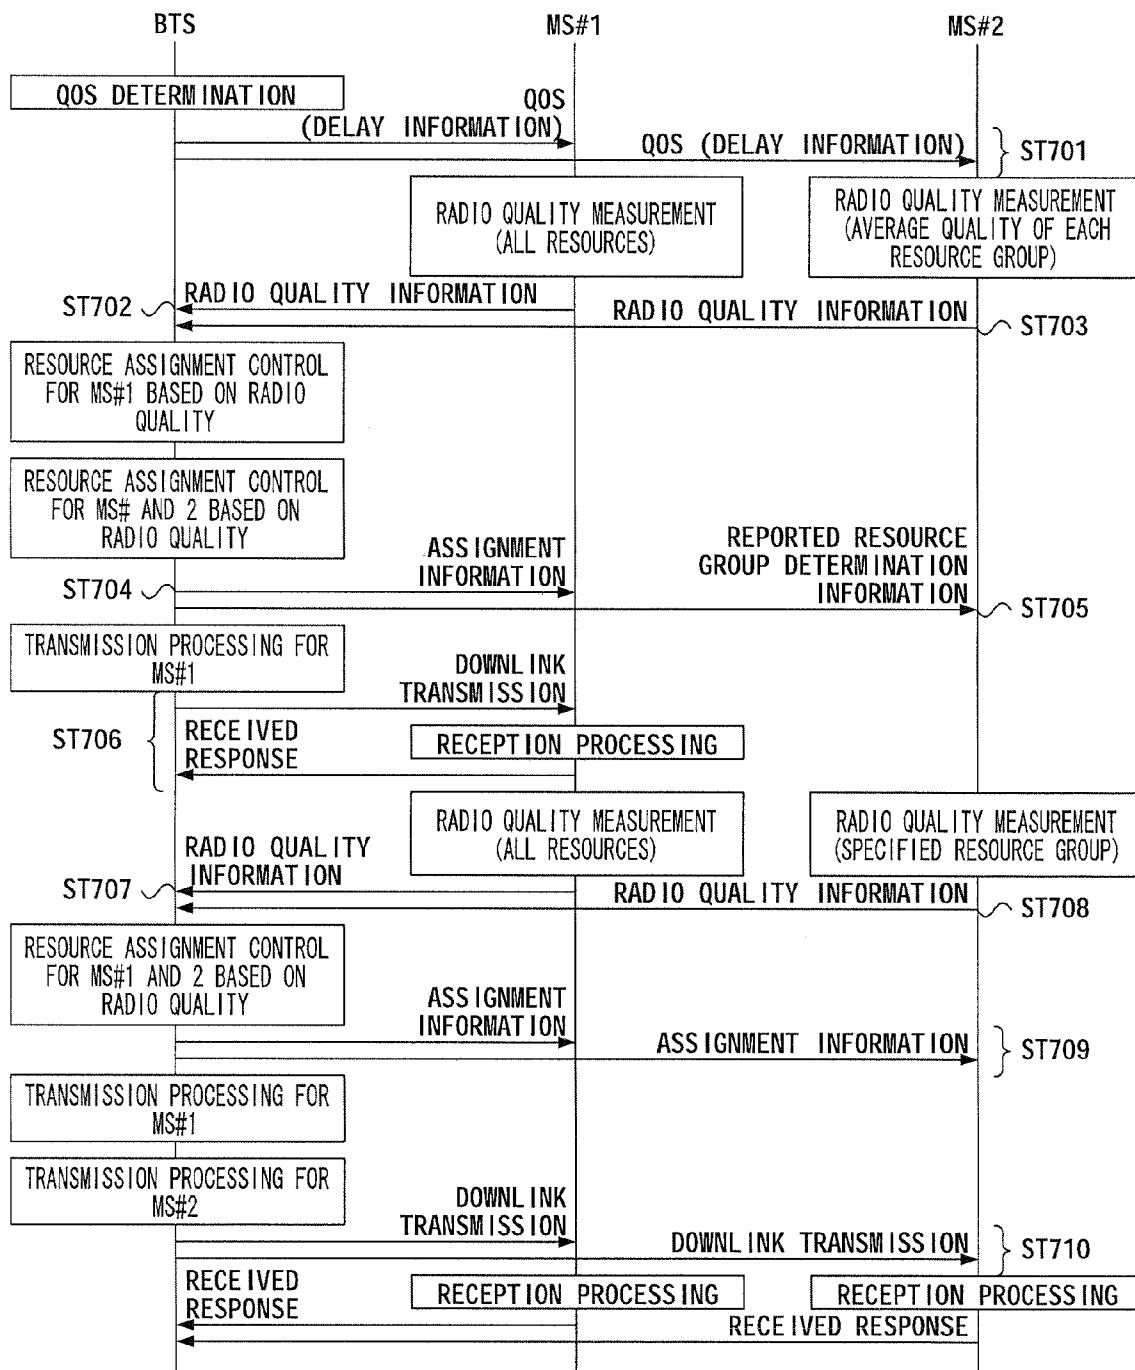 BTS
MS#1
MS#2
QOS DETERMINATION
QOS
(DELAY INFORMATION)
QOS (DELAY INFORMATION)
ST701
RADIO QUALITY MEASUREMENT
(ALL RESOURCES)
RADIO QUALITY MEASUREMENT
(AVERAGE QUALITY OF EACH
RESOURCE GROUP)
ST702
RADIO QUALITY INFORMATION
RADIO QUALITY INFORMATION
ST703
RESOURCE ASSIGNMENT CONTROL
FOR MS#1 BASED ON RADIO
QUALITY
RESOURCE ASSIGNMENT CONTROL
FOR MS# AND 2 BASED ON
RADIO QUALITY
ASSIGNMENT
INFORMATION
REPORTED RESOURCE
GROUP DETERMINATION
INFORMATION
ST704
ST705
TRANSMISSION PROCESSING FOR
MS#1
DOWNLINK
TRANSMISSION
ST706
RECEIVED
RESPONSE
RECEPTION PROCESSING
RADIO QUALITY MEASUREMENT
(ALL RESOURCES)
RADIO QUALITY MEASUREMENT
(SPECIFIED RESOURCE GROUP)
RADIO QUALITY
INFORMATION
ST707
RADIO QUALITY INFORMATION
ST708
RESOURCE ASSIGNMENT CONTROL
FOR MS#1 AND 2 BASED ON
RADIO QUALITY
ASSIGNMENT
INFORMATION
ASSIGNMENT INFORMATION
ST709
TRANSMISSION PROCESSING FOR
MS#1
TRANSMISSION PROCESSING FOR
MS#2
DOWNLINK
TRANSMISSION
DOWNLINK TRANSMISSION
ST710
RECEIVED
RESPONSE
RECEPTION PROCESSING
RECEPTION PROCESSING
RECEIVED RESPONSE